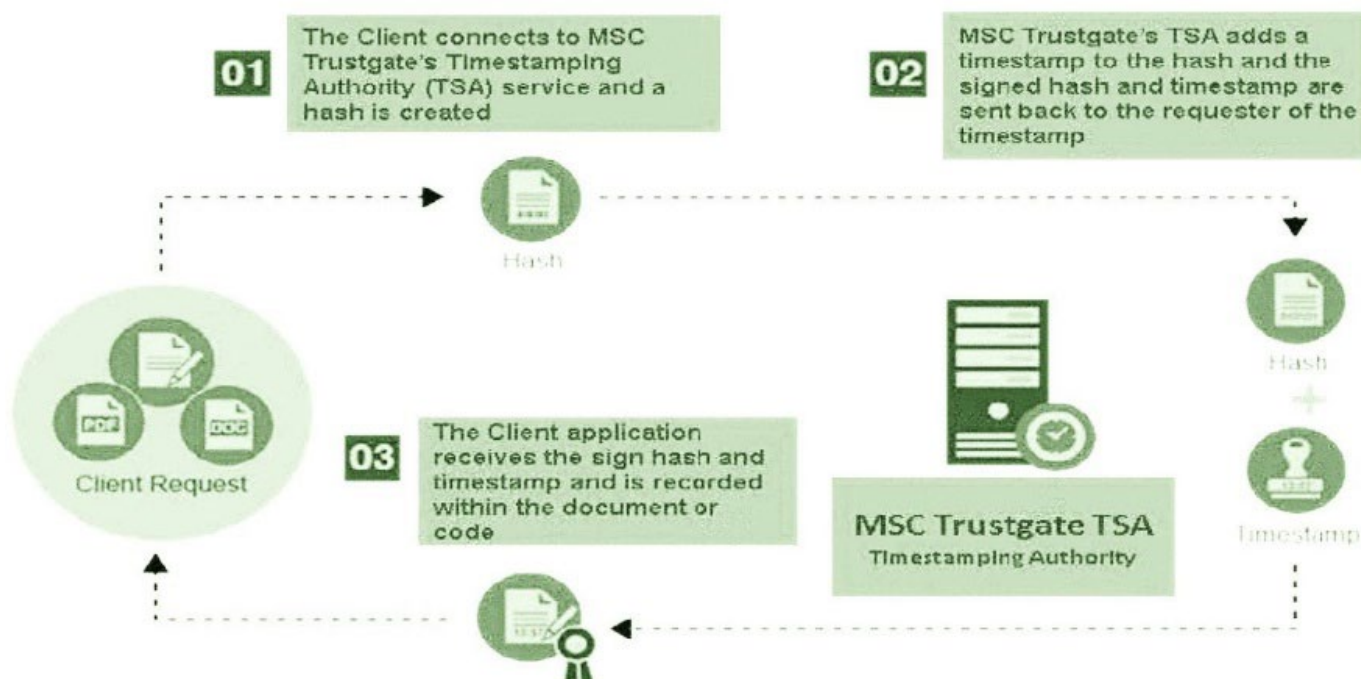 01
The Client connects to MSC
Trustgate's Timestamping
Authority (TSA) service and a
hash is created
02
MSC Trustgate's TSA adds a
timestamp to the hash and the
signed hash and timestamp are
sent back to the requester of the
timestamp
Hash
Hash
+
Timestamp
PDF
DOC
Client Request
03
The Client application
receives the sign hash and
timestamp and is recorded
within the document or
code
MSC Trustgate TSA
Timestamping Authority